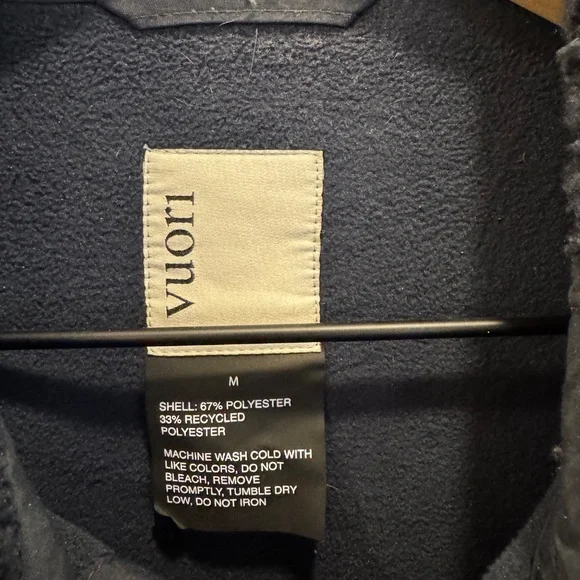 vuori
M
SHELL: 67% POLYESTER
33% RECYCLED
POLYESTER
MACHINE WASH COLD WITH
LIKE COLORS, DO NOT
BLEACH, REMOVE
PROMPTLY, TUMBLE DRY
LOW, DO NOT IRON